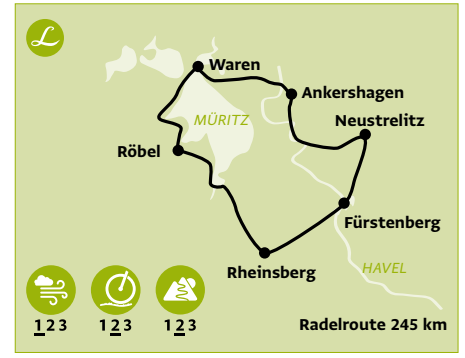 L
Waren
Ankershagen
Neustrelitz
MÜRITZ
Röbel
Fürstenberg
Rheinsberg
HAVEL
1 2 3
1 2 3
1 2 3
Radelroute 245 km